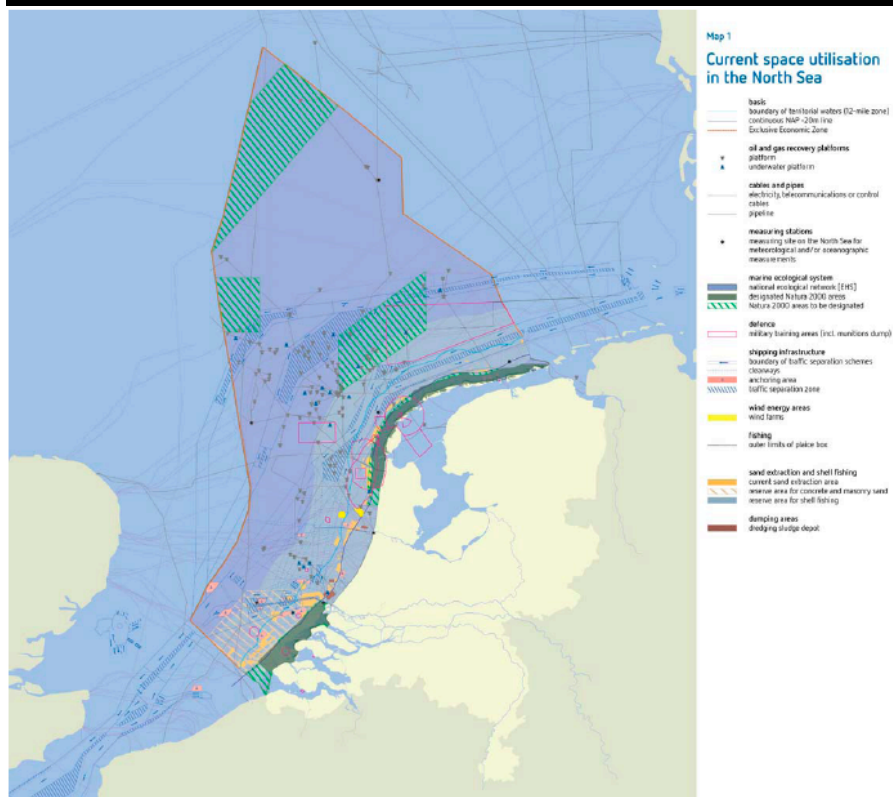 Map 1
Current space utilisation
in the North Sea
basis
boundary of territorial waters (12-mile zone)
continuous NAP -20m line
Exclusive Economic Zone
oil and gas recovery platforms
platform
underwater platform
cables and pipes
electricity, telecommunications or control
cables
pipeline
measuring stations
measuring site on the North Sea for
meteorological and/or oceanographic
measurements
marine ecological system
national ecological network [EHS]
designated Natura 2000 areas
Natura 2000 areas to be designated
defence
military training areas (incl. munitions dump)
shipping infrastructure
boundary of traffic separation schemes
clearways
anchoring area
traffic separation zone
wind energy areas
wind farms
fishing
outer limits of plaice box
sand extraction and shell fishing
current sand extraction area
reserve area for concrete and masonry sand
reserve area for shell fishing
dumping areas
dredging sludge depot